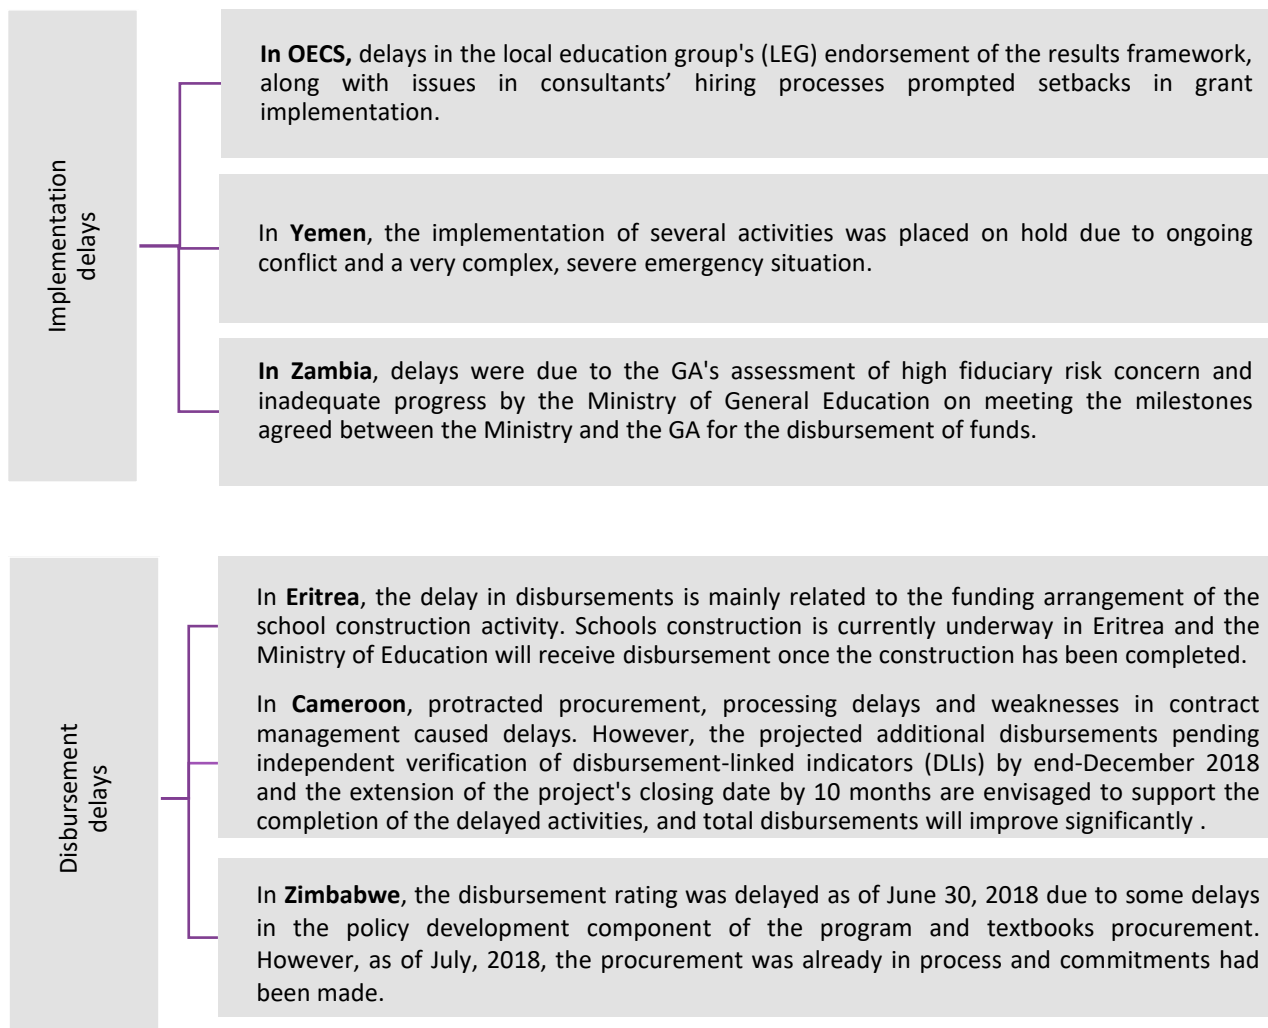 Implementation
delays
In OECS, delays in the local education group's (LEG) endorsement of the results framework,
along with issues in consultants’ hiring processes prompted setbacks in grant
implementation.
In Yemen, the implementation of several activities was placed on hold due to ongoing
conflict and a very complex, severe emergency situation.
In Zambia, delays were due to the GA's assessment of high fiduciary risk concern and
inadequate progress by the Ministry of General Education on meeting the milestones
agreed between the Ministry and the GA for the disbursement of funds.
Disbursement
delays
In Eritrea, the delay in disbursements is mainly related to the funding arrangement of the
school construction activity. Schools construction is currently underway in Eritrea and the
Ministry of Education will receive disbursement once the construction has been completed.
In Cameroon, protracted procurement, processing delays and weaknesses in contract
management caused delays. However, the projected additional disbursements pending
independent verification of disbursement-linked indicators (DLIs) by end-December 2018
and the extension of the project's closing date by 10 months are envisaged to support the
completion of the delayed activities, and total disbursements will improve significantly .
In Zimbabwe, the disbursement rating was delayed as of June 30, 2018 due to some delays
in the policy development component of the program and textbooks procurement.
However, as of July, 2018, the procurement was already in process and commitments had
been made.